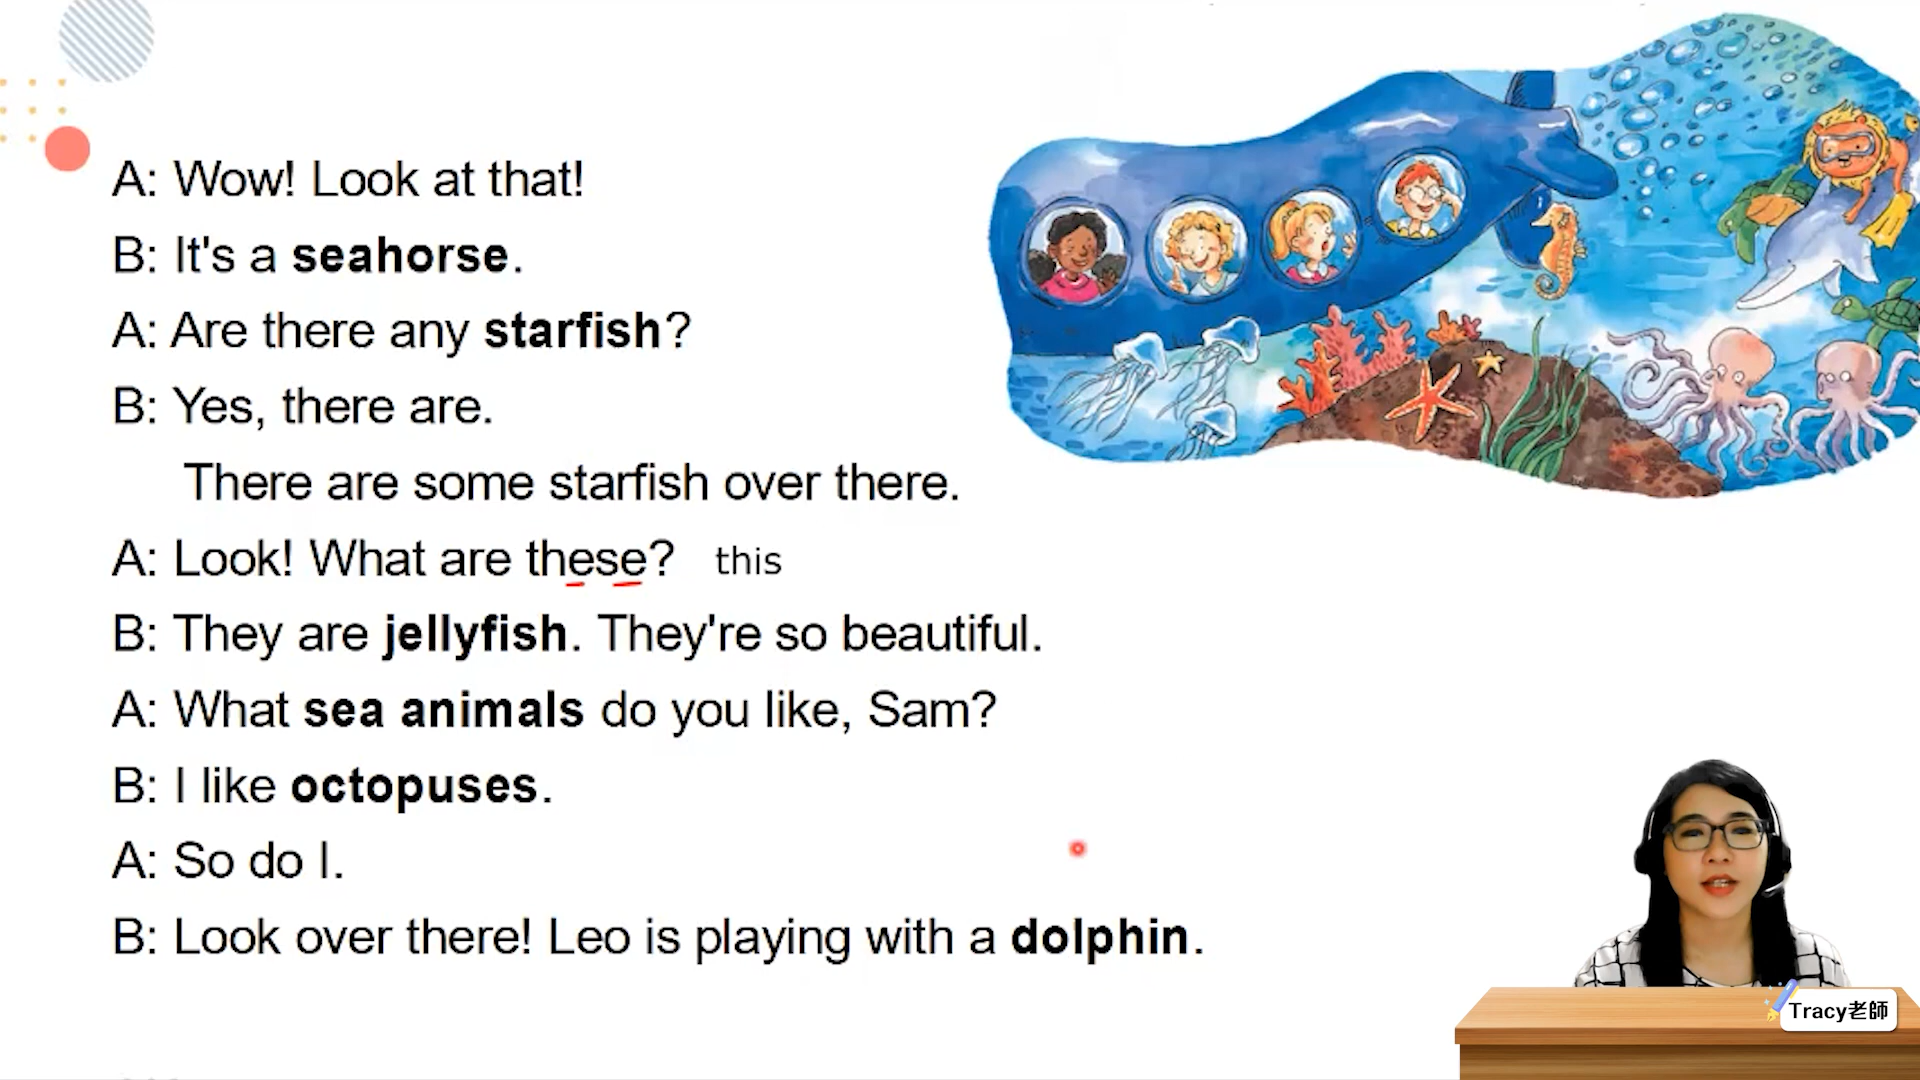 A: Wow! Look at that!
B: It's a seahorse.
A: Are there any starfish?
B: Yes, there are.
There are some starfish over there.
A: Look! What are these? this
B: They are jellyfish. They're so beautiful.
A: What sea animals do you like, Sam?
B: I like octopuses.
A: So do I.
B: Look over there! Leo is playing with a dolphin.
Tracy老師